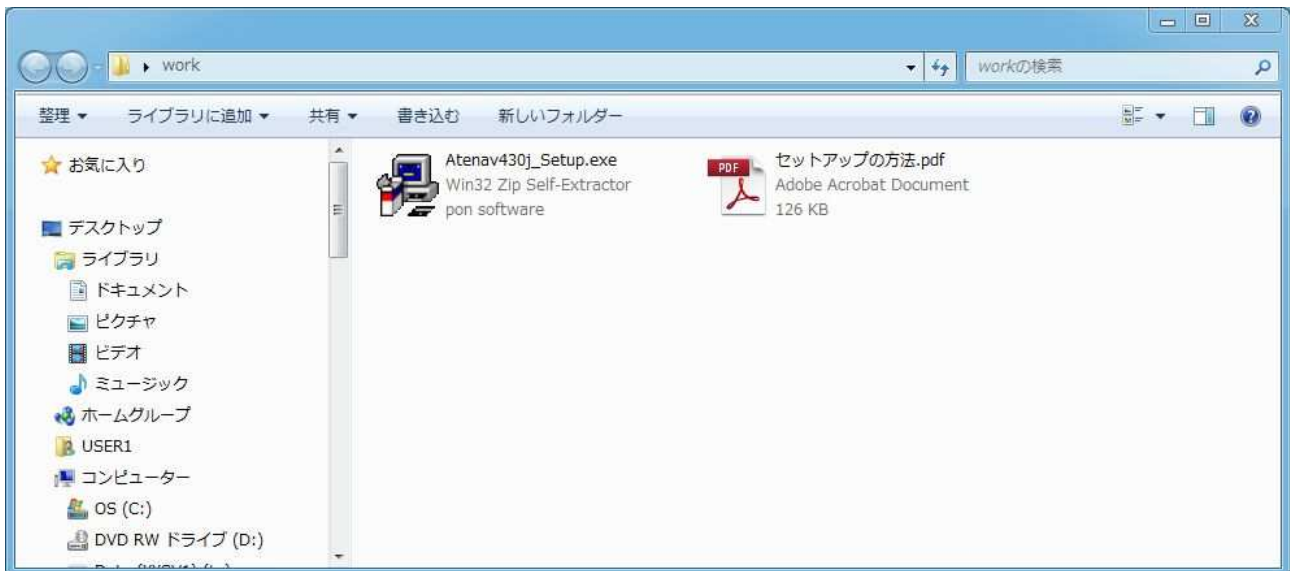 work
workの検索
整理
ライブラリに追加
共有
書き込む
新しいフォルダー
お気に入り
デスクトップ
ライブラリ
ドキュメント
ピクチャ
ビデオ
ミュージック
ホームグループ
USER1
コンピューター
OS (C:)
DVD RW ドライブ (D:)
Atenav430j_Setup.exe
Win32 Zip Self-Extractor
pon software
PDF
セットアップの方法.pdf
Adobe Acrobat Document
126 KB